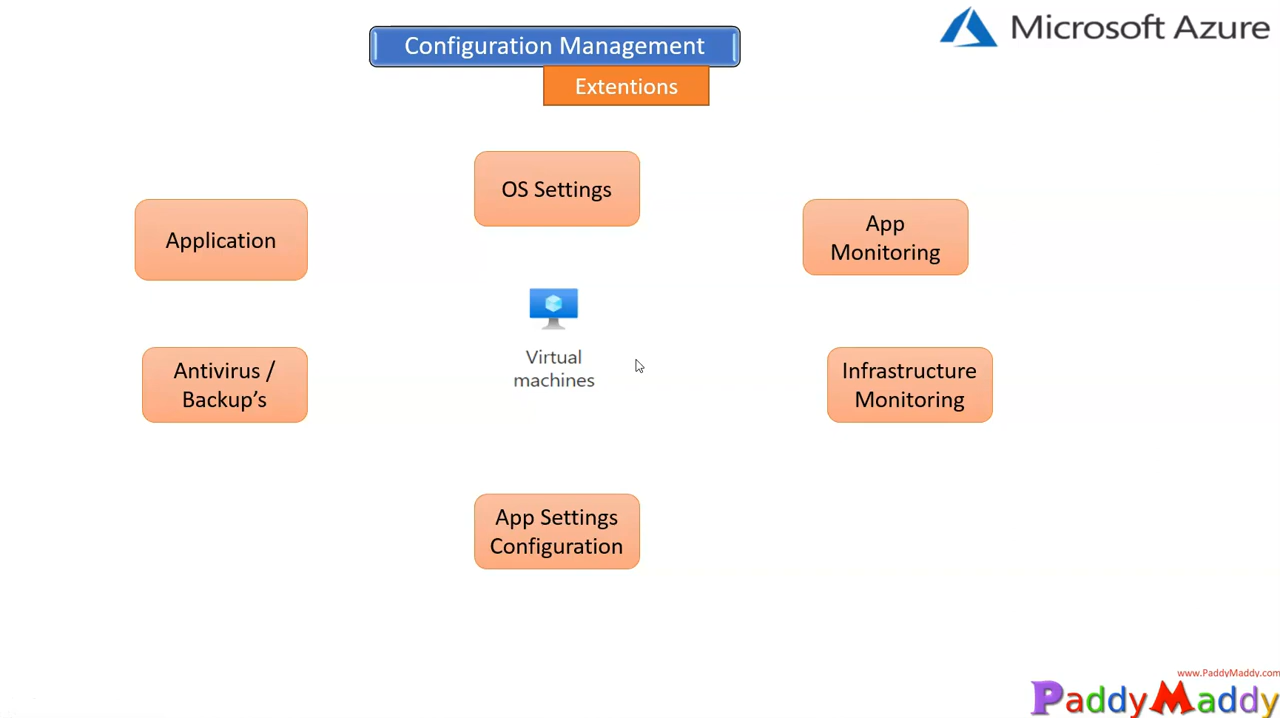 Configuration Management
Microsoft Azure
Extentions
OS Settings
Application
App
Monitoring
Virtual
machines
Antivirus /
Backup's
Infrastructure
Monitoring
App Settings
Configuration
www.PaddyMaddy.com
PaddyMaddy